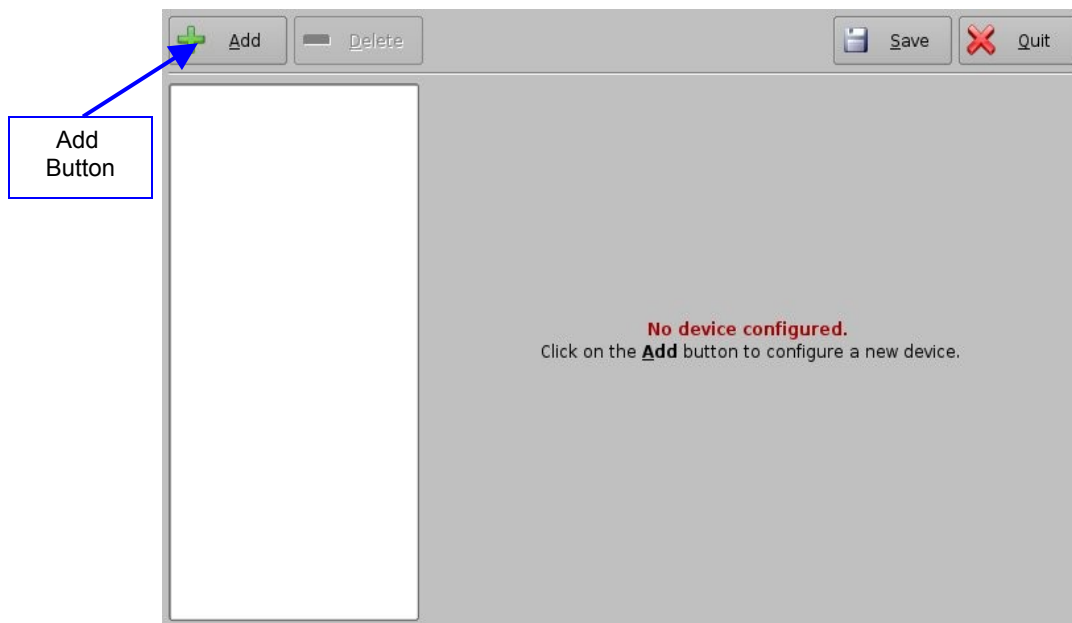 Add
Delete
Save
Quit
Add
Button
No device configured.
Click on the Add button to configure a new device.